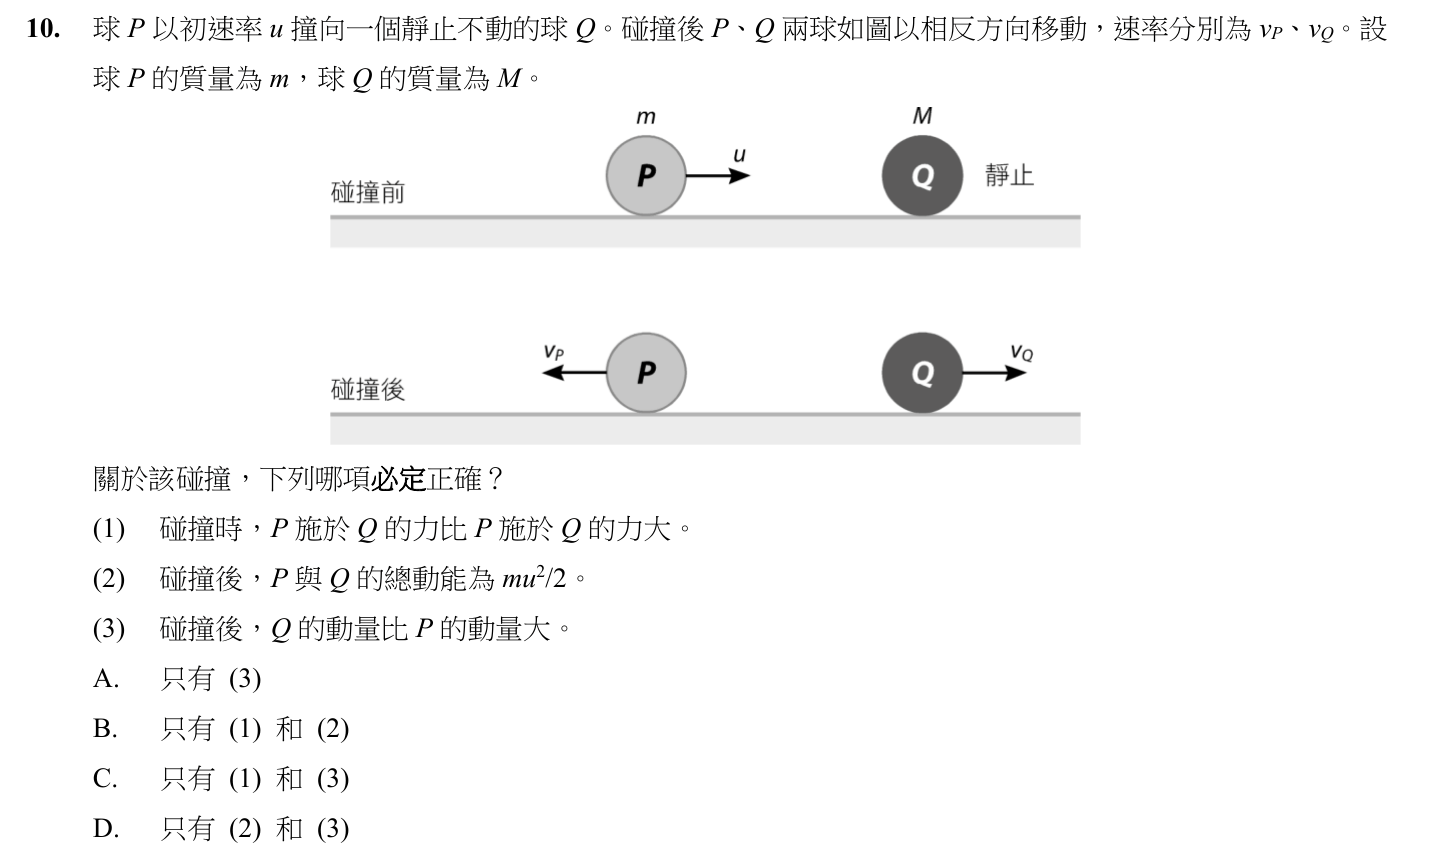 10. 球 P 以初速率 u 撞向一個靜止不動的球 Q。碰撞後 P、Q 兩球如圖以相反方向移動，速率分別為 vP、vQ。設
球 P 的質量為 m，球 Q 的質量為 M。
m M
P u Q 靜止
碰撞前
vP P Q vQ
碰撞後
關於該碰撞，下列哪項必定正確？
(1) 碰撞時，P 施於 Q 的力比 P 施於 Q 的力大。
(2) 碰撞後，P 與 Q 的總動能為 mu²/2。
(3) 碰撞後，Q 的動量比 P 的動量大。
A. 只有 (3)
B. 只有 (1) 和 (2)
C. 只有 (1) 和 (3)
D. 只有 (2) 和 (3)